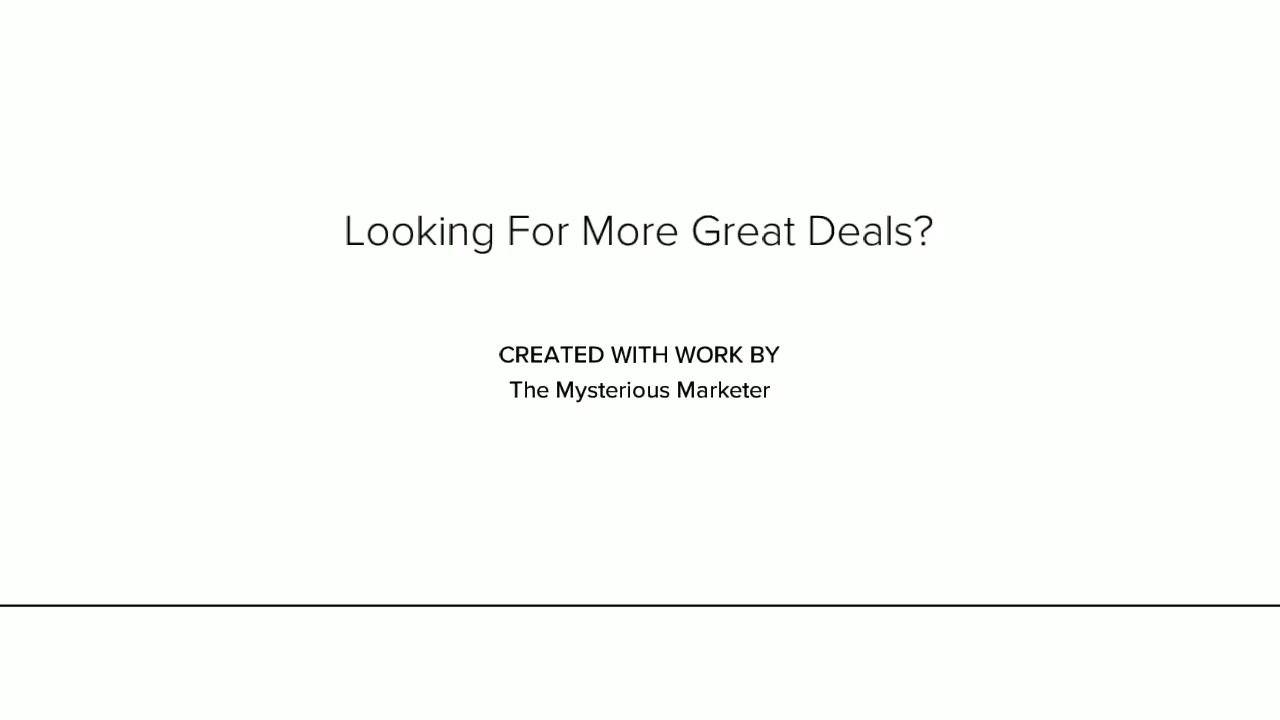 Looking For More Great Deals?
CREATED WITH WORK BY
The Mysterious Marketer